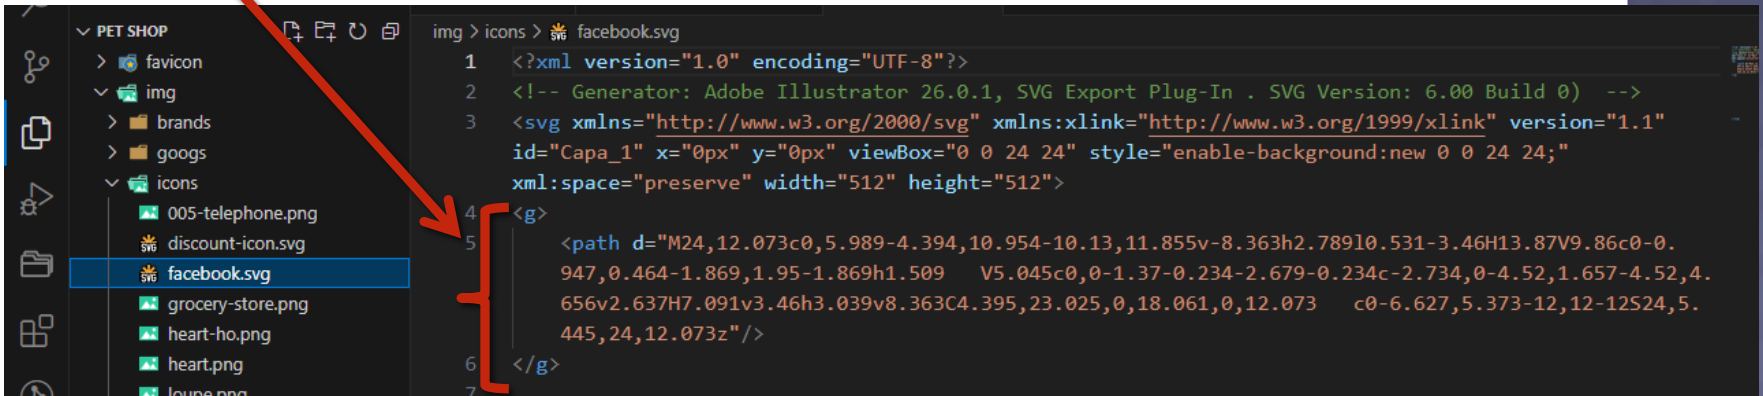 PET SHOP
favicon
img
brands
googs
icons
005-telephone.png
discount-icon.svg
facebook.svg
grocery-store.png
heart-ho.png
heart.png
loupe.png
img > icons > facebook.svg
1 <?xml version="1.0" encoding="UTF-8"?>
2 <!-- Generator: Adobe Illustrator 26.0.1, SVG Export Plug-In . SVG Version: 6.00 Build 0)  -->
3 <svg xmlns="http://www.w3.org/2000/svg" xmlns:xlink="http://www.w3.org/1999/xlink" version="1.1"
id="Capa_1" x="0px" y="0px" viewBox="0 0 24 24" style="enable-background:new 0 0 24 24;"
xml:space="preserve" width="512" height="512">
4 <g>
5 <path d="M24,12.073c0,5.989-4.394,10.954-10.13,11.855v-8.363h2.789l0.531-3.46H13.87V9.86c0-0.
947,0.464-1.869,1.95-1.869h1.509   V5.045c0,0-1.37-0.234-2.679-0.234c-2.734,0-4.52,1.657-4.52,4.
656v2.637H7.091v3.46h3.039v8.363C4.395,23.025,0,18.061,0,12.073   c0-6.627,5.373-12,12-12S24,5.
445,24,12.073z"/>
6 </g>
7